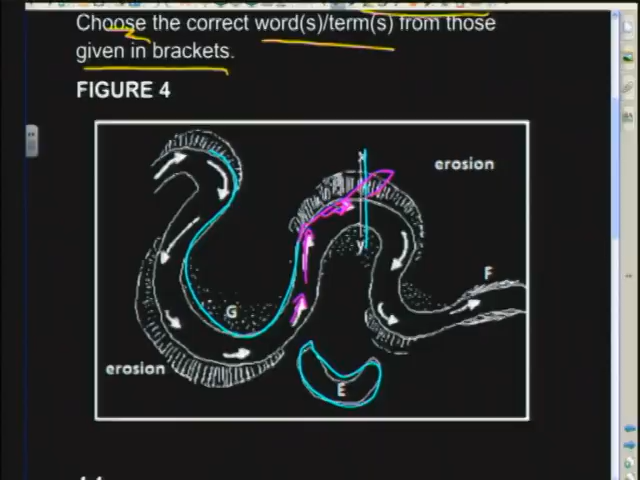 Choose the correct word(s)/term(s) from those
given in brackets.
FIGURE 4
x
erosion
y
F
G
erosion
E